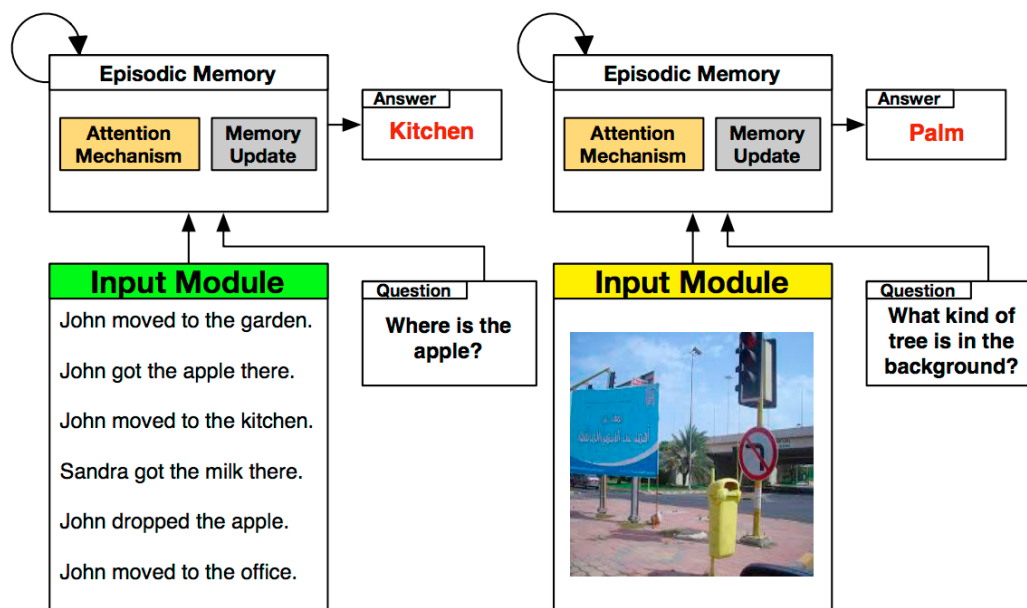 Episodic Memory
Attention
Mechanism
Memory
Update
Answer
Kitchen
Input Module
John moved to the garden.
John got the apple there.
John moved to the kitchen.
Sandra got the milk there.
John dropped the apple.
John moved to the office.
Question
Where is the
apple?
Episodic Memory
Attention
Mechanism
Memory
Update
Answer
Palm
Input Module
Question
What kind of
tree is in the
background?